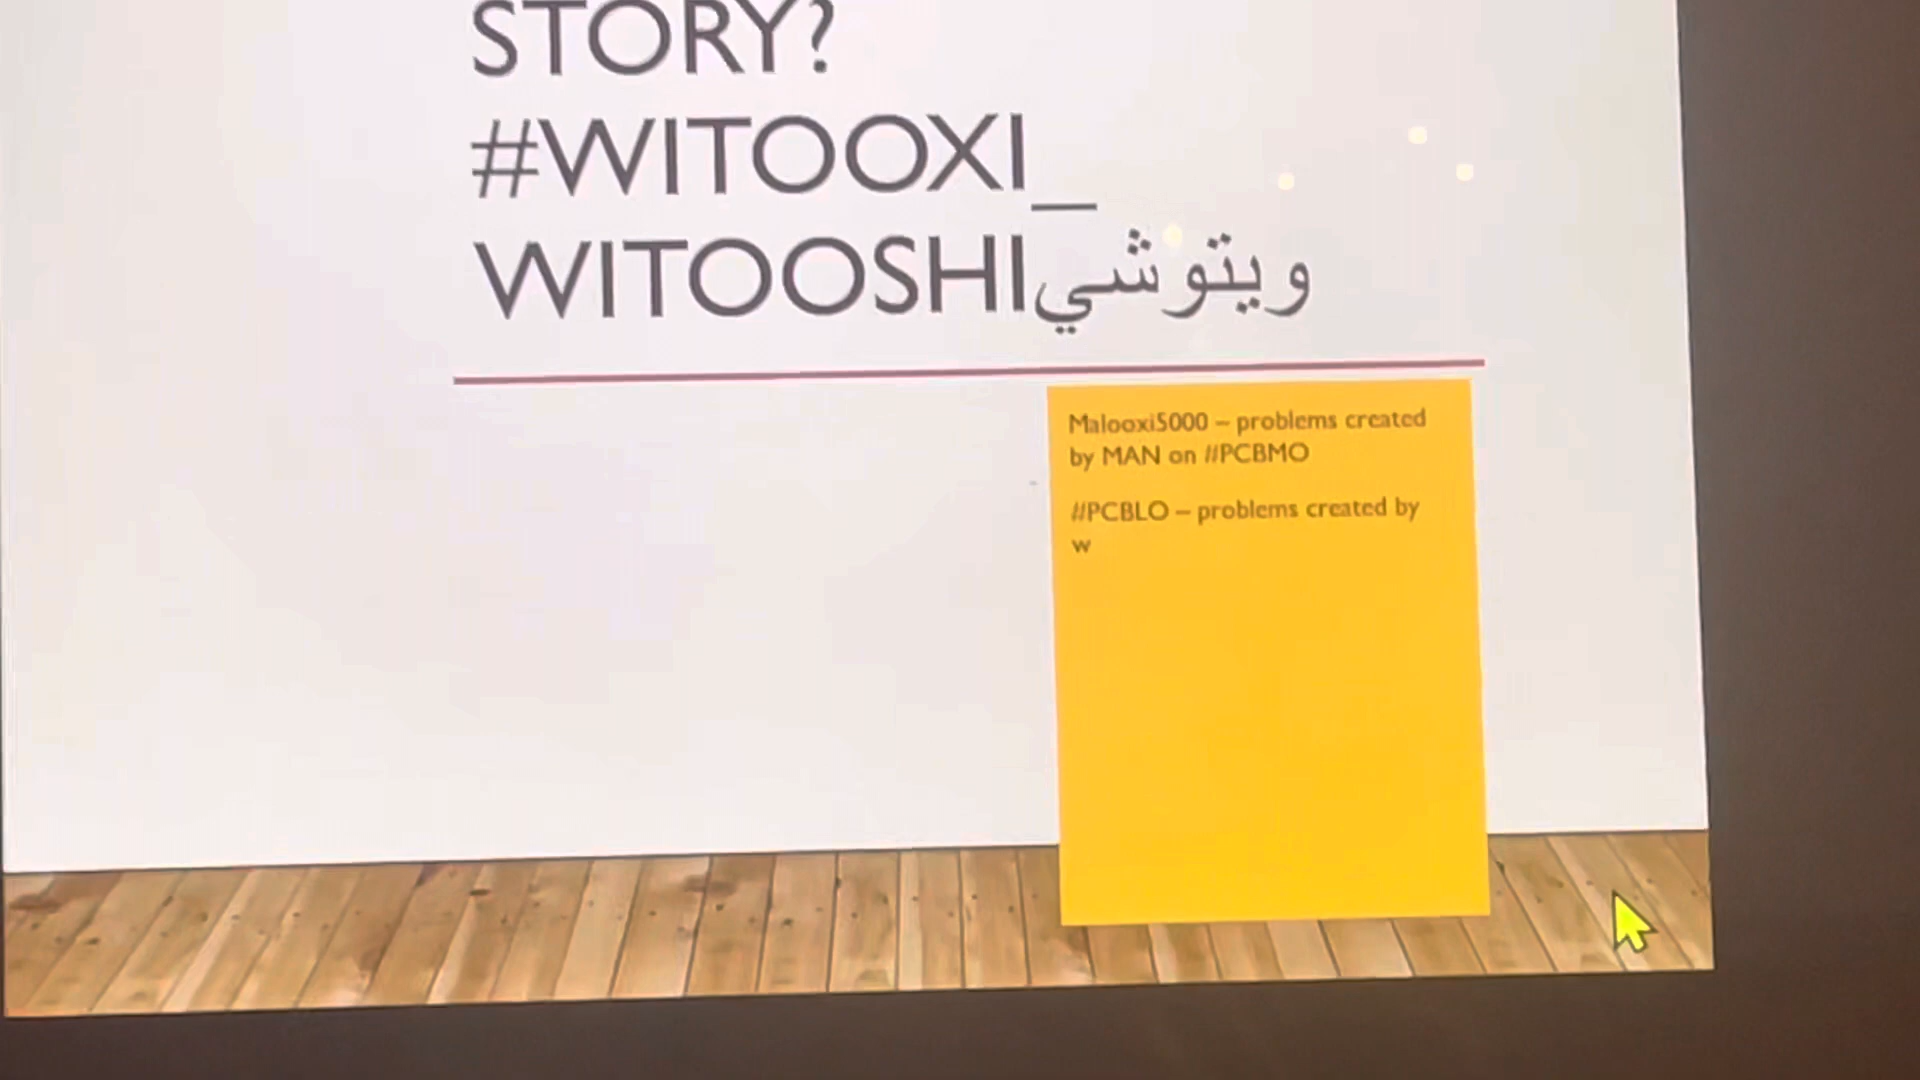 STORY?
#WITOOXI_
WITOOSHIويتوشي
Malooxi5000 – problems created
by MAN on #PCBMO
#PCBLO – problems created by
w